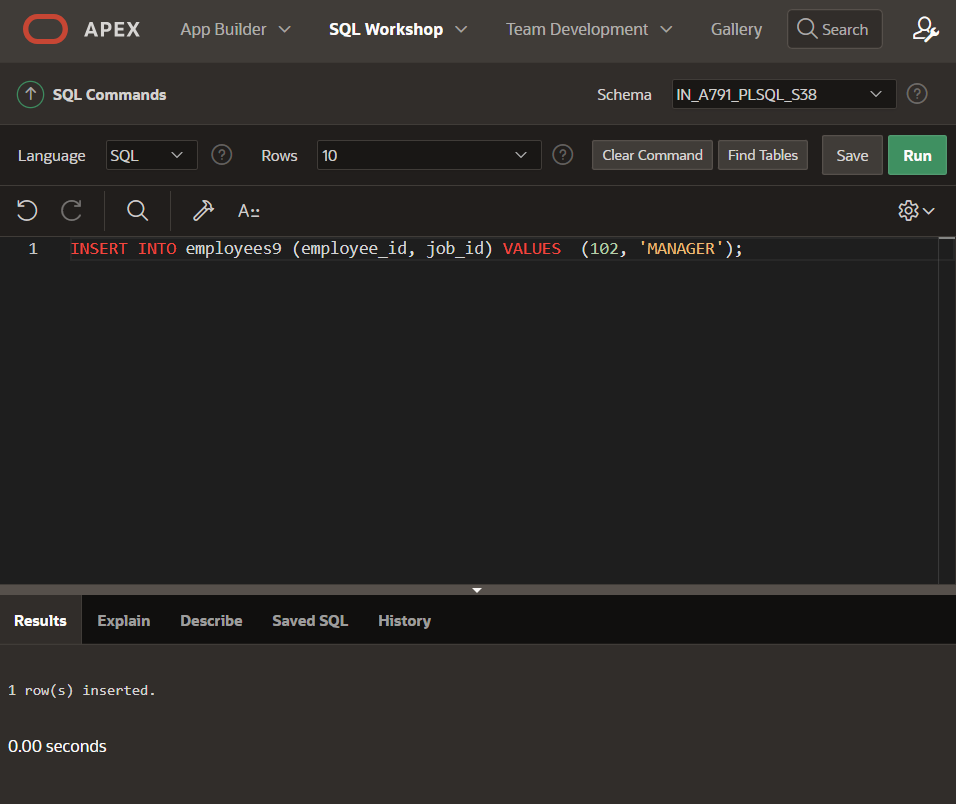 APEX App Builder SQL Workshop Team Development Gallery Search
SQL Commands Schema IN_A791_PLSQL_S38
Language SQL Rows 10 Clear Command Find Tables Save Run
A::
1 INSERT INTO employees9 (employee_id, job_id) VALUES  (102, 'MANAGER');
Results Explain Describe Saved SQL History
1 row(s) inserted.
0.00 seconds